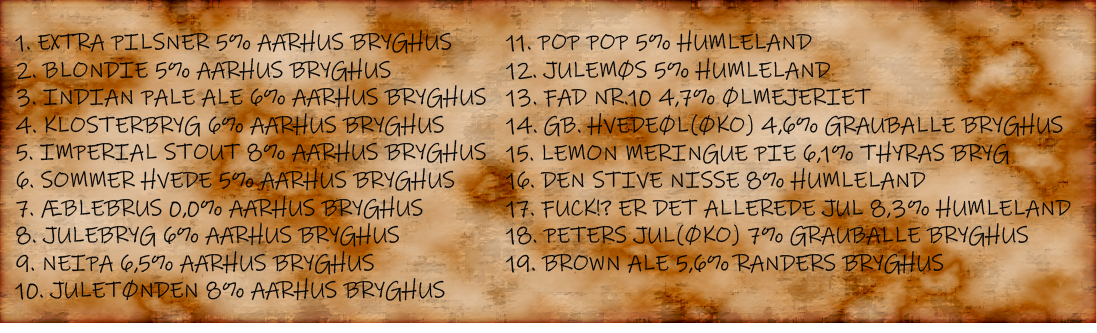 1. EXTRA PILSNER 5% AARHUS BRYGHUS
2. BLONDIE 5% AARHUS BRYGHUS
3. INDIAN PALE ALE 6% AARHUS BRYGHUS
4. KLOSTERBRYG 6% AARHUS BRYGHUS
5. IMPERIAL STOUT 8% AARHUS BRYGHUS
6. SOMMER HVEDE 5% AARHUS BRYGHUS
7. ÆBLEBRUS 0,0% AARHUS BRYGHUS
8. JULEBRYG 6% AARHUS BRYGHUS
9. NEIPA 6,5% AARHUS BRYGHUS
10. JULETØNDEN 8% AARHUS BRYGHUS
11. POP POP 5% HUMLELAND
12. JULEMØS 5% HUMLELAND
13. FAD NR.10 4,7% ØLMEJERIET
14. GB. HVEDEØL(ØKO) 4,6% GRAUBALLE BRYGHUS
15. LEMON MERINGUE PIE 6,1% THYRAS BRYG
16. DEN STIVE NISSE 8% HUMLELAND
17. FUCK!? ER DET ALLEREDE JUL 8,3% HUMLELAND
18. PETERS JUL(ØKO) 7% GRAUBALLE BRYGHUS
19. BROWN ALE 5,6% RANDERS BRYGHUS